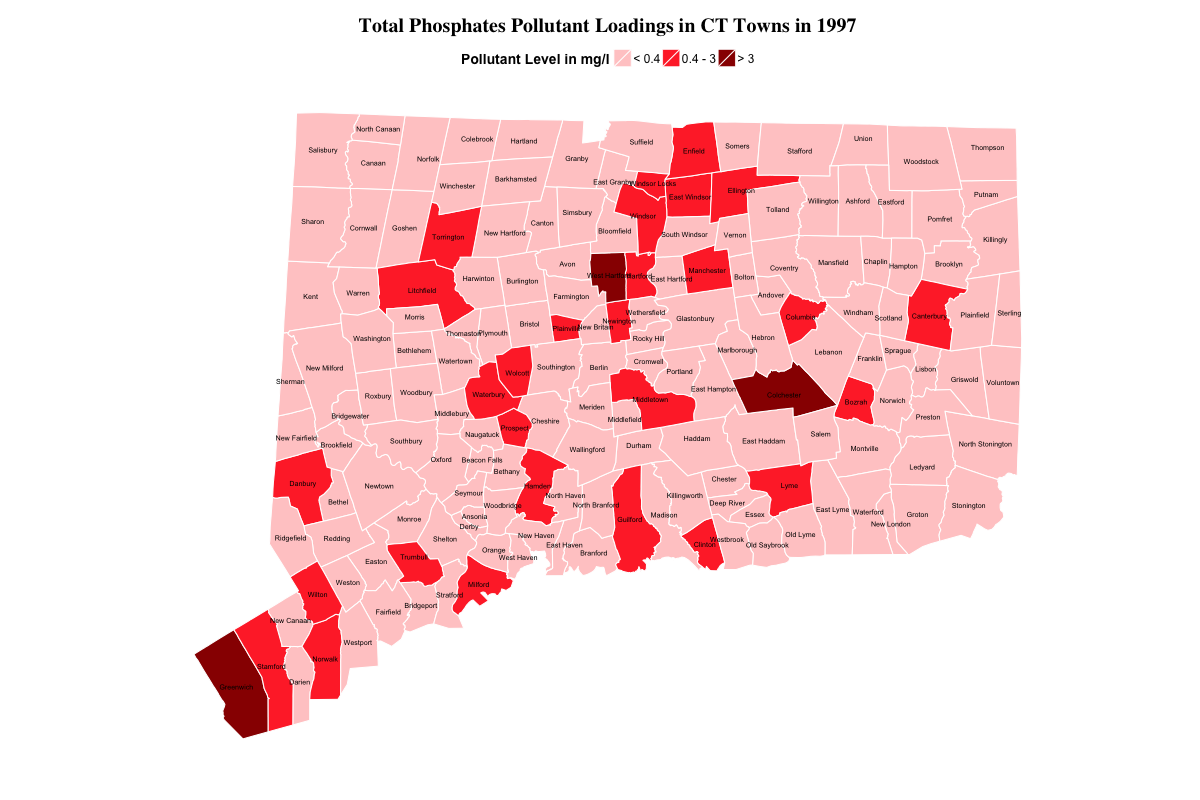 Total Phosphates Pollutant Loadings in CT Towns in 1997
Pollutant Level in mg/l < 0.4 0.4 - 3 > 3
North Canaan
Colebrook
Hartland
Suffield
Enfield
Somers
Union
Salisbury
Canaan
Norfolk
Granby
Stafford
Woodstock
Thompson
Winchester
Barkhamsted
East Granby
Windsor Locks
East Windsor
Ellington
Willington
Ashford
Eastford
Putnam
Sharon
Cornwall
Goshen
Torrington
New Hartford
Canton
Simsbury
Bloomfield
Windsor
South Windsor
Vernon
Tolland
Pomfret
Killingly
Kent
Warren
Litchfield
Harwinton
Burlington
Avon
Farmington
West Hartford
Hartford
East Hartford
Manchester
Bolton
Coventry
Mansfield
Chaplin
Hampton
Brooklyn
Andover
Morris
Washington
Bethlehem
Thomaston
Plymouth
Bristol
Plainville
New Britain
Newington
Wethersfield
Rocky Hill
Glastonbury
Hebron
Columbia
Windham
Scotland
Canterbury
Plainfield
Sterling
Marlborough
Lebanon
Franklin
Sprague
Lisbon
Griswold
Voluntown
New Milford
Sherman
Roxbury
Woodbury
Watertown
Waterbury
Wolcott
Southington
Berlin
Cromwell
Portland
East Hampton
Colchester
Bozrah
Norwich
Preston
Bridgewater
Middlebury
Naugatuck
Prospect
Cheshire
Meriden
Middlefield
Middletown
New Fairfield
Brookfield
Southbury
Oxford
Beacon Falls
Bethany
Wallingford
Durham
Haddam
East Haddam
Salem
Montville
Ledyard
North Stonington
Danbury
Bethel
Newtown
Seymour
Woodbridge
Hamden
North Haven
North Branford
Guilford
Madison
Killingworth
Chester
Deep River
Essex
Lyme
East Lyme
Waterford
New London
Groton
Stonington
Ridgefield
Redding
Monroe
Ansonia
Derby
Shelton
Orange
New Haven
West Haven
East Haven
Branford
Clinton
Westbrook
Old Saybrook
Old Lyme
Easton
Trumbull
Wilton
Weston
Milford
Stratford
Bridgeport
Fairfield
New Canaan
Westport
Stamford
Norwalk
Darien
Greenwich